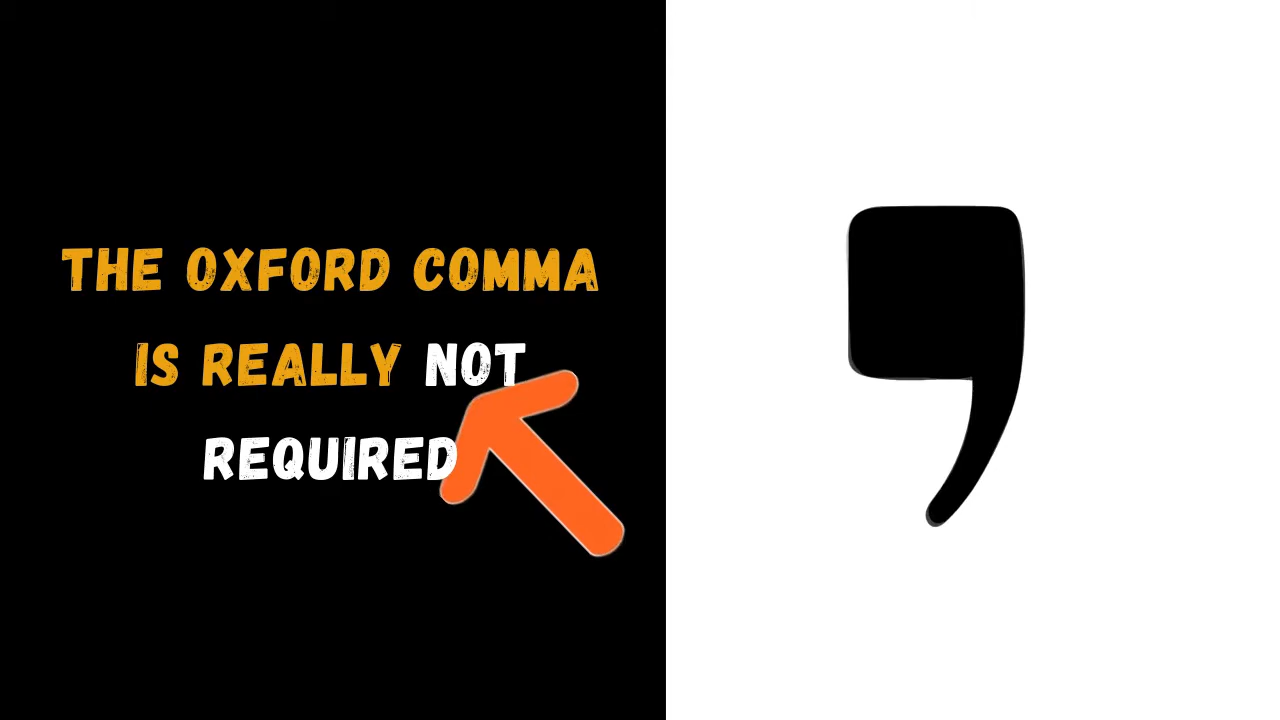 THE OXFORD COMMA
IS REALLY NOT
REQUIRED
,